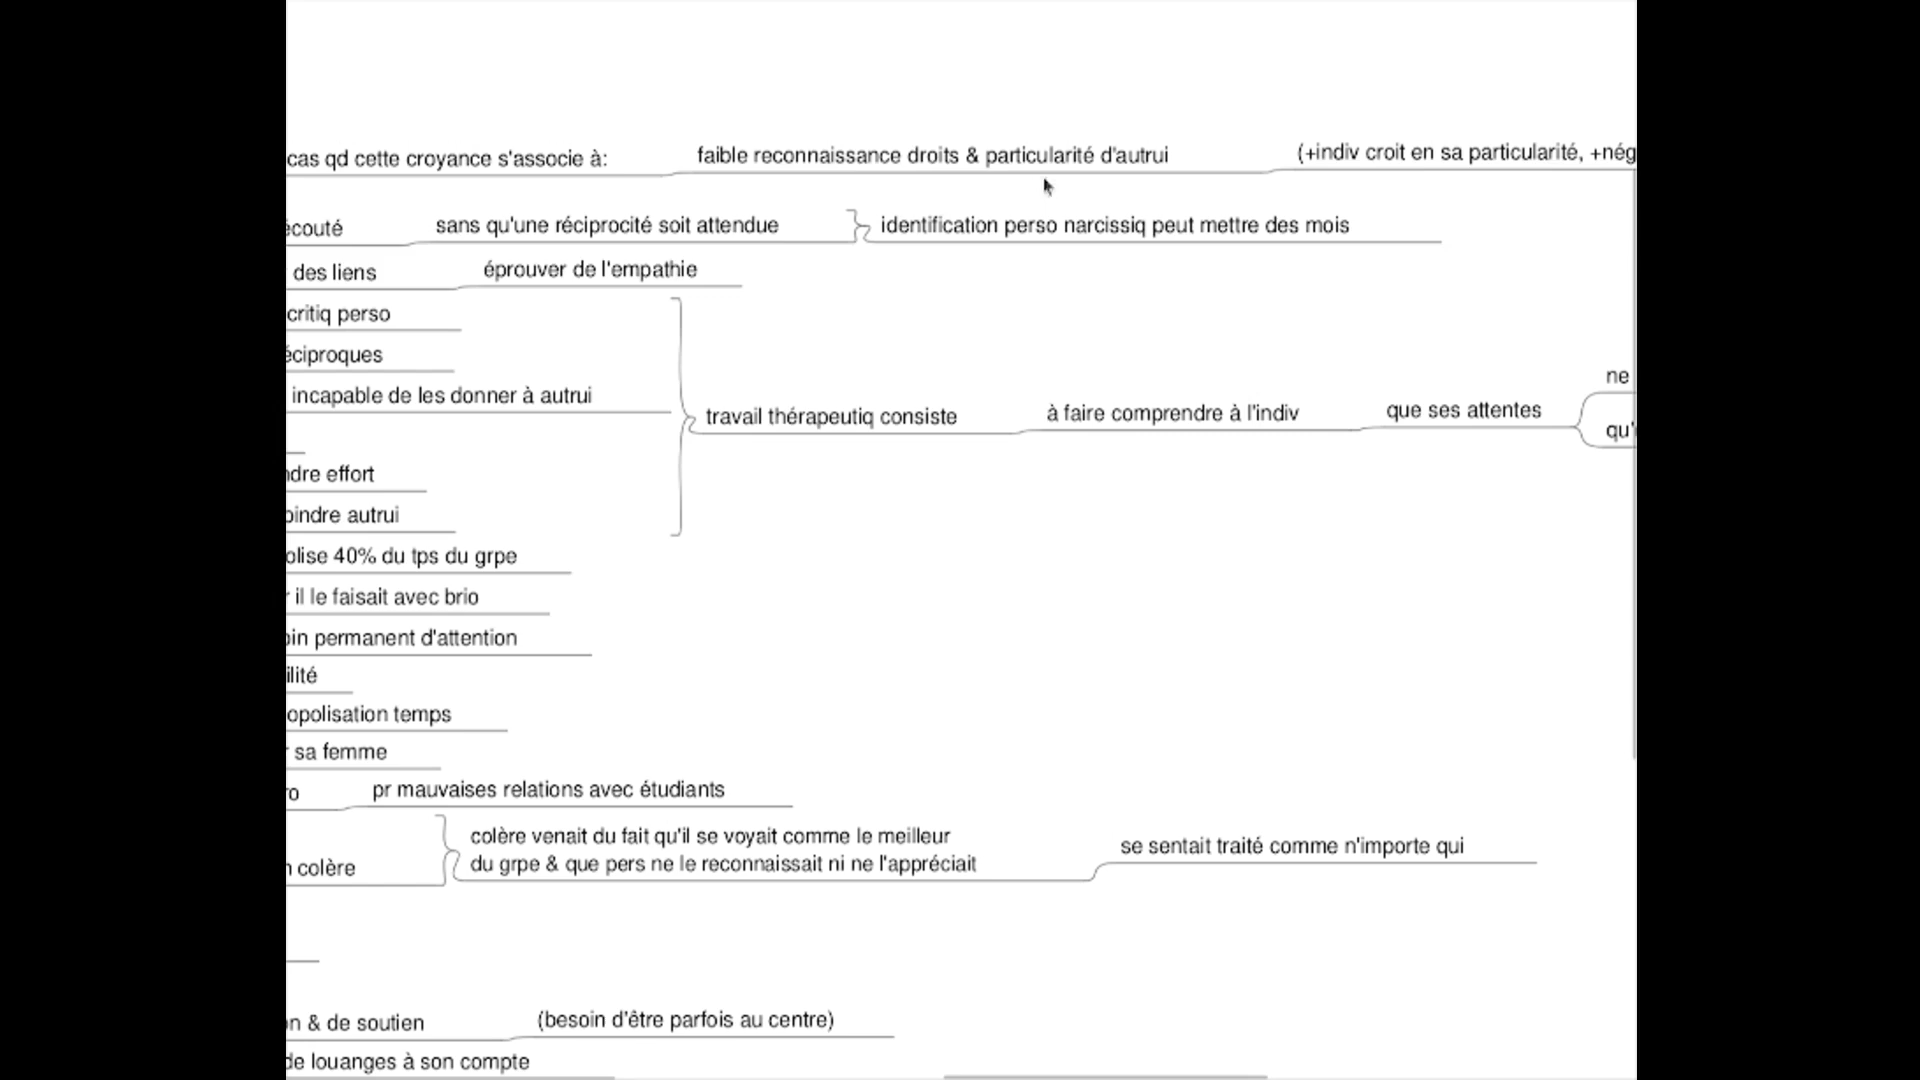 cas qd cette croyance s'associe à:
faible reconnaissance droits & particularité d'autrui
(+indiv croit en sa particularité, +nég
écouté
sans qu'une réciprocité soit attendue
identification perso narcissiq peut mettre des mois
des liens
éprouver de l'empathie
critiq perso
éciproques
incapable de les donner à autrui
travail thérapeutiq consiste
à faire comprendre à l'indiv
que ses attentes
ne
qu'
ndre effort
oindre autrui
olise 40% du tps du grpe
il le faisait avec brio
oin permanent d'attention
ilité
opolisation temps
sa femme
ro
pr mauvaises relations avec étudiants
colère
colère venait du fait qu'il se voyait comme le meilleur
du grpe & que pers ne le reconnaissait ni ne l'appréciait
se sentait traité comme n'importe qui
n & de soutien
(besoin d'être parfois au centre)
de louanges à son compte